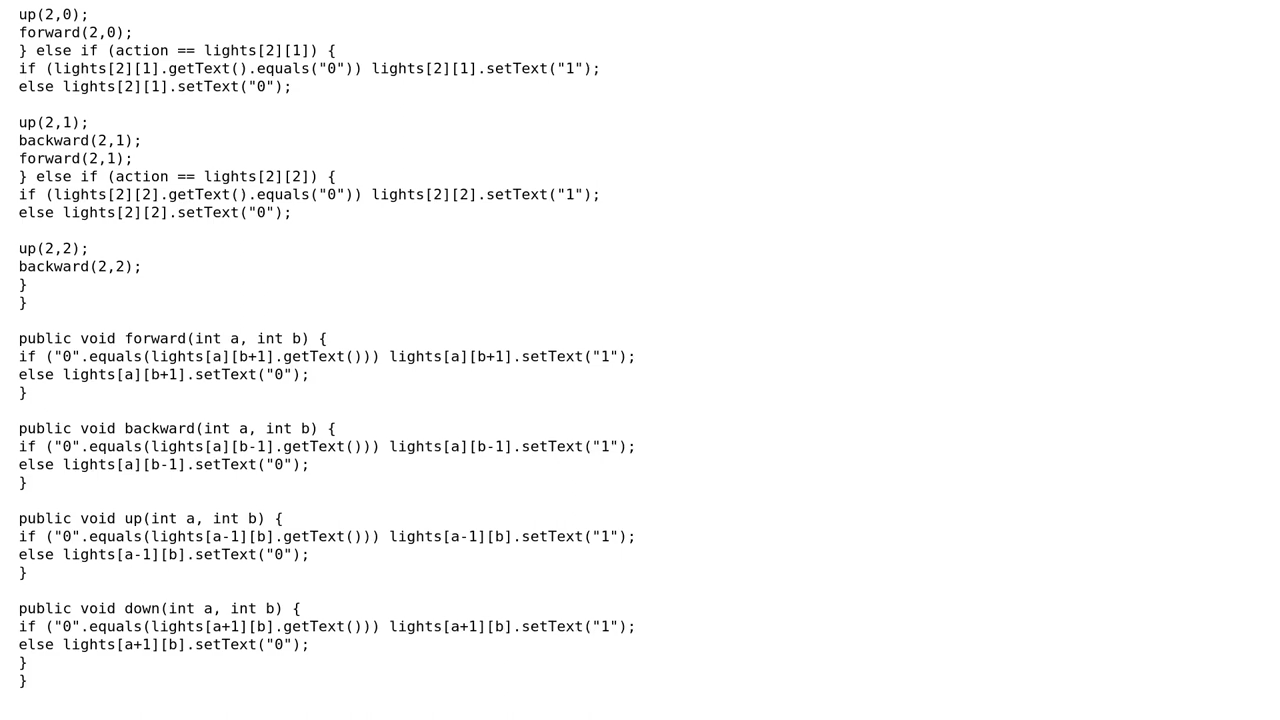 up(2,0);
forward(2,0);
} else if (action == lights[2][1]) {
if (lights[2][1].getText().equals("0")) lights[2][1].setText("1");
else lights[2][1].setText("0");

up(2,1);
backward(2,1);
forward(2,1);
} else if (action == lights[2][2]) {
if (lights[2][2].getText().equals("0")) lights[2][2].setText("1");
else lights[2][2].setText("0");

up(2,2);
backward(2,2);
}
}

public void forward(int a, int b) {
if ("0".equals(lights[a][b+1].getText())) lights[a][b+1].setText("1");
else lights[a][b+1].setText("0");
}

public void backward(int a, int b) {
if ("0".equals(lights[a][b-1].getText())) lights[a][b-1].setText("1");
else lights[a][b-1].setText("0");
}

public void up(int a, int b) {
if ("0".equals(lights[a-1][b].getText())) lights[a-1][b].setText("1");
else lights[a-1][b].setText("0");
}

public void down(int a, int b) {
if ("0".equals(lights[a+1][b].getText())) lights[a+1][b].setText("1");
else lights[a+1][b].setText("0");
}
}